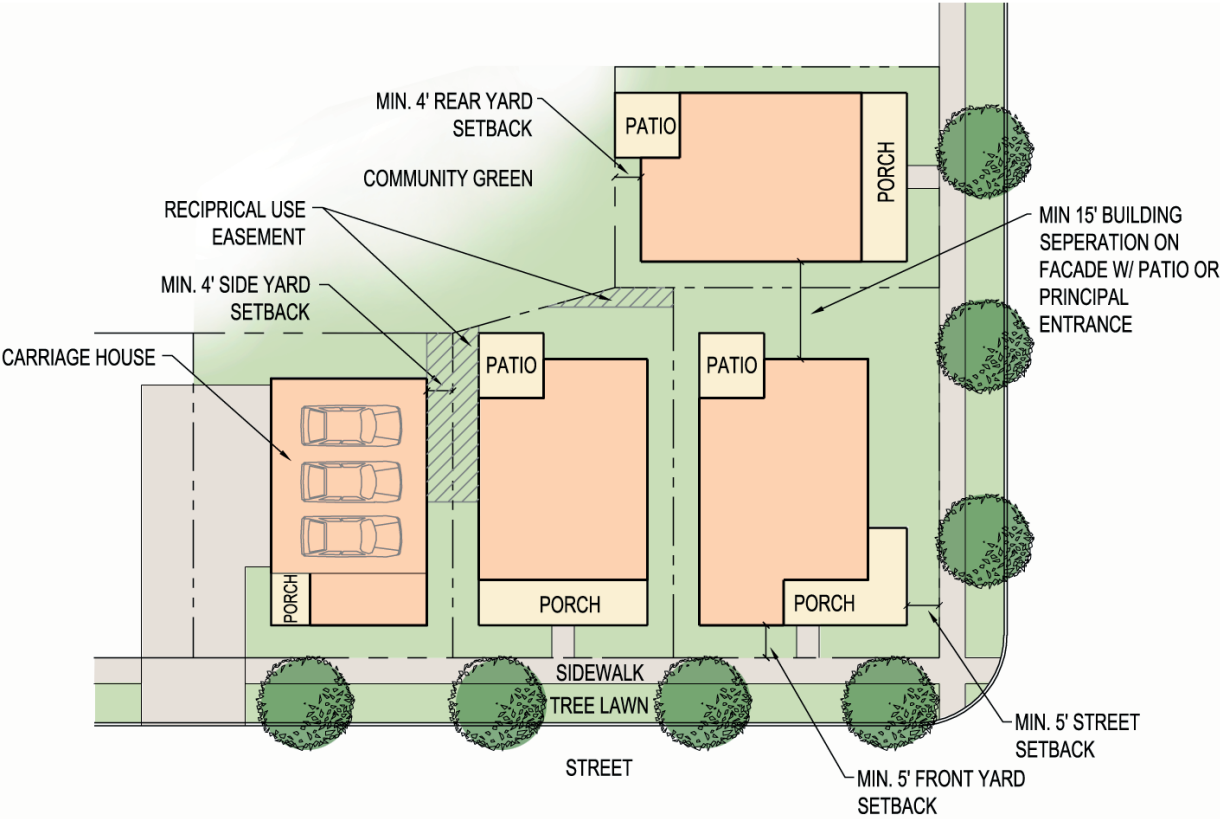 MIN. 4' REAR YARD
SETBACK
PATIO
PORCH
COMMUNITY GREEN
RECIPRICAL USE
EASEMENT
MIN 15' BUILDING
SEPERATION ON
FACADE W/ PATIO OR
PRINCIPAL
ENTRANCE
MIN. 4' SIDE YARD
SETBACK
CARRIAGE HOUSE
PATIO
PATIO
PORCH
PORCH
PORCH
SIDEWALK
TREE LAWN
STREET
MIN. 5' STREET
SETBACK
MIN. 5' FRONT YARD
SETBACK